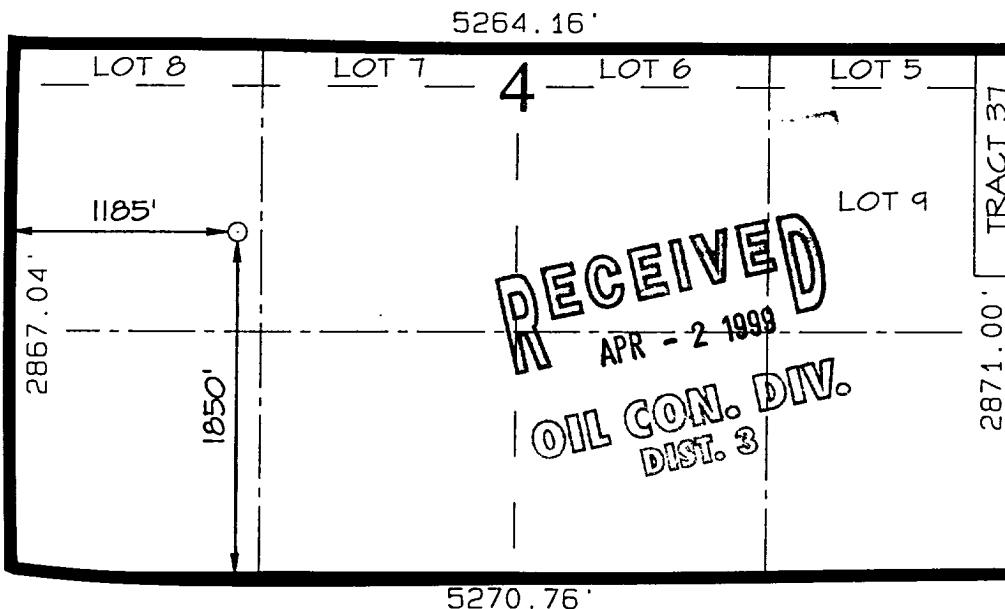 5264.16'
LOT 8
LOT 7
4
LOT 6
LOT 5
TRACT 37
1185'
LOT 9
2867.04'
1850'
RECEIVED
APR - 2 1999
OIL CON. DIV.
DIST. 3
2871.00'
5270.76'